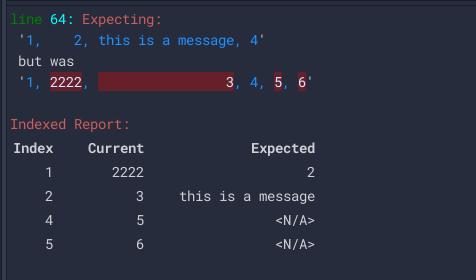 line 64: Expecting:
'1,    2, this is a message, 4'
but was
'1, 2222,                 3, 4, 5, 6'
Indexed Report:
Index Current Expected
1 2222 2
2 3 this is a message
4 5 <N/A>
5 6 <N/A>